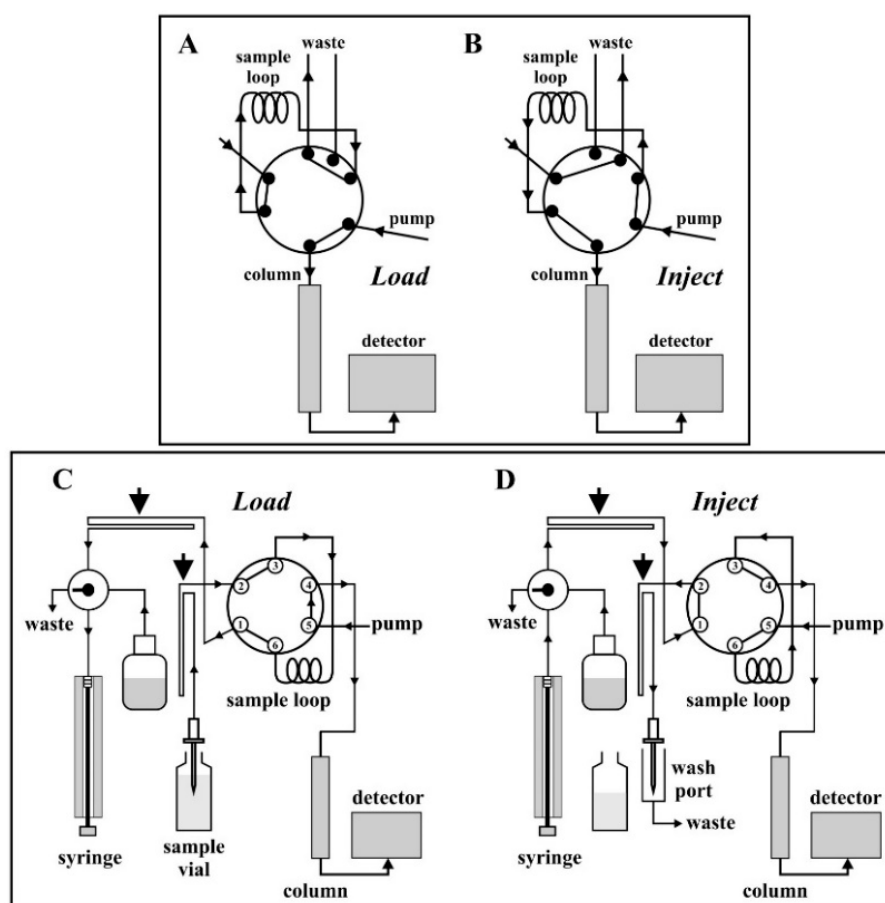 A
waste
B
waste
sample
loop
sample
loop
pump
pump
column
Load
column
Inject
detector
detector
C
Load
D
Inject
3
2
4
1
5
6
pump
waste
sample loop
syringe
sample
vial
detector
column
3
2
4
1
5
6
pump
waste
sample loop
wash
port
waste
syringe
detector
column